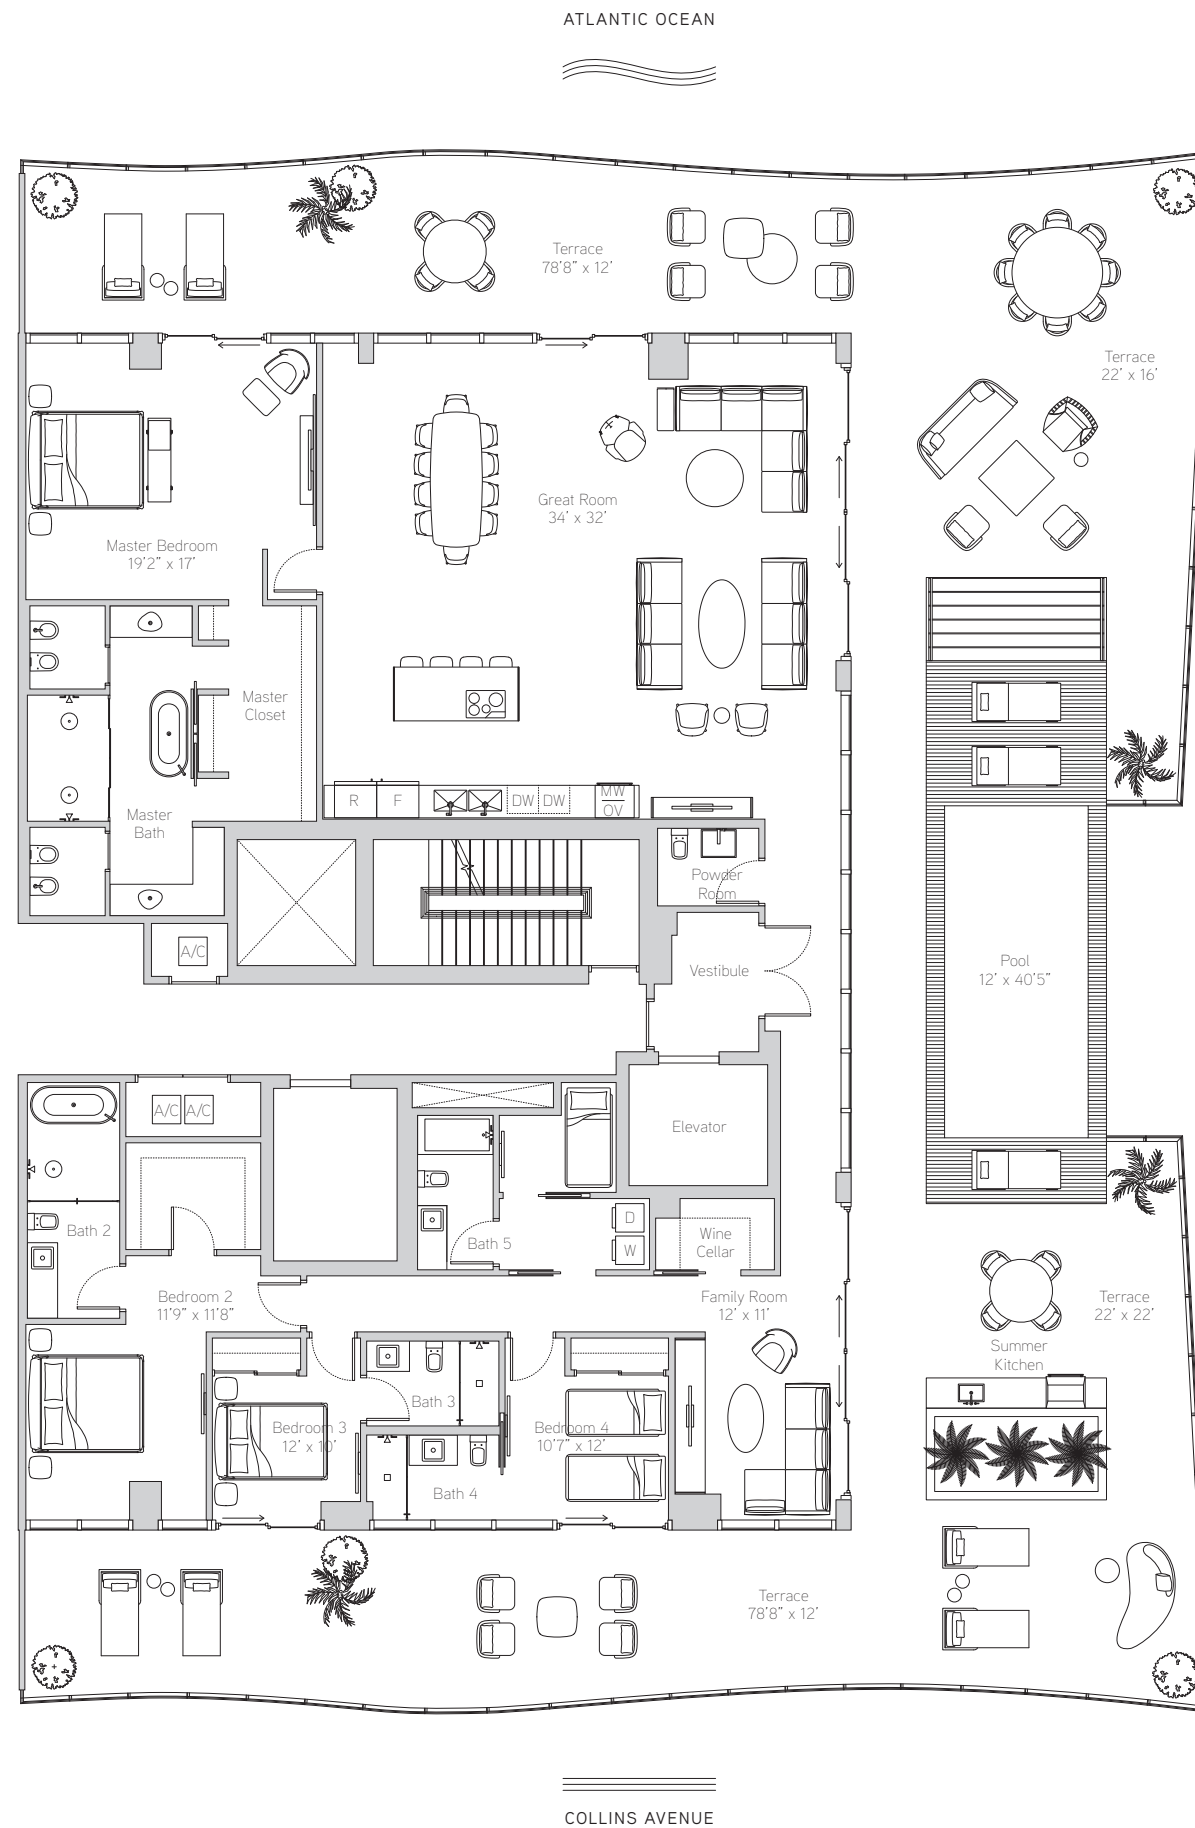 ATLANTIC OCEAN
Terrace
78'8" x 12'
Terrace
22' x 16'
Great Room
34' x 32'
Master Bedroom
19'2" x 17'
Master
Closet
Master
Bath
R
F
DW
DW
MW
OV
Powder
Room
A/C
Vestibule
Pool
12' x 40'5"
A/C
A/C
Elevator
Bath 2
Bath 5
D
W
Wine
Cellar
Bedroom 2
11'9" x 11'8"
Family Room
12' x 11'
Terrace
22' x 22'
Summer
Kitchen
Bath 3
Bedroom 3
12' x 10'
Bedroom 4
10'7" x 12'
Bath 4
Terrace
78'8" x 12'
COLLINS AVENUE